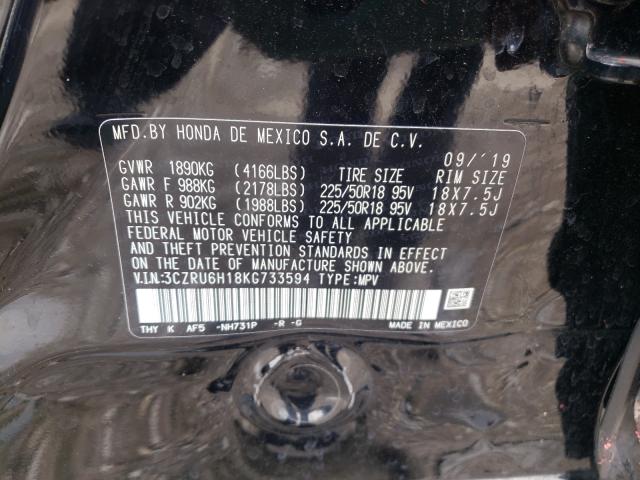 MFD.BY HONDA DE MEXICO S.A. DE C.V.
09/´19
GVWR 1890KG (4166LBS) TIRE SIZE RIM SIZE
GAWR F 988KG (2178LBS) 225/50R18 95V 18X7.5J
GAWR R 902KG (1988LBS) 225/50R18 95V 18X7.5J
THIS VEHICLE CONFORMS TO ALL APPLICABLE
FEDERAL MOTOR VEHICLE SAFETY
AND THEFT PREVENTION STANDARDS IN EFFECT
ON THE DATE OF MANUFACTURE SHOWN ABOVE.
V.I.N.:3CZRU6H18KG733594 TYPE:MPV
THY K AF5 -NH731P -R -G MADE IN MEXICO